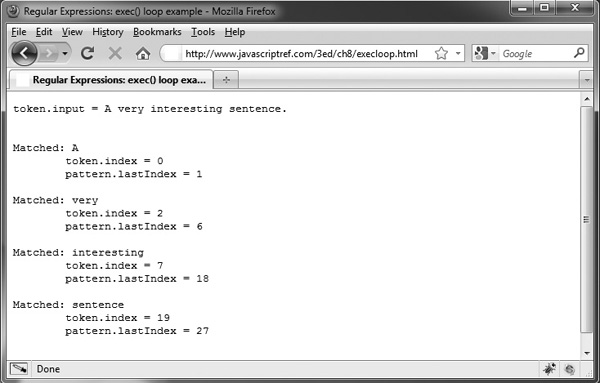 Regular Expressions: exec() loop example - Mozilla Firefox
File Edit View History Bookmarks Tools Help
http://www.javascriptref.com/3ed/ch8/execloop.html Google
Regular Expressions: exec() loop exa...
token.input = A very interesting sentence.
Matched: A
token.index = 0
pattern.lastIndex = 1
Matched: very
token.index = 2
pattern.lastIndex = 6
Matched: interesting
token.index = 7
pattern.lastIndex = 18
Matched: sentence
token.index = 19
pattern.lastIndex = 27
Done